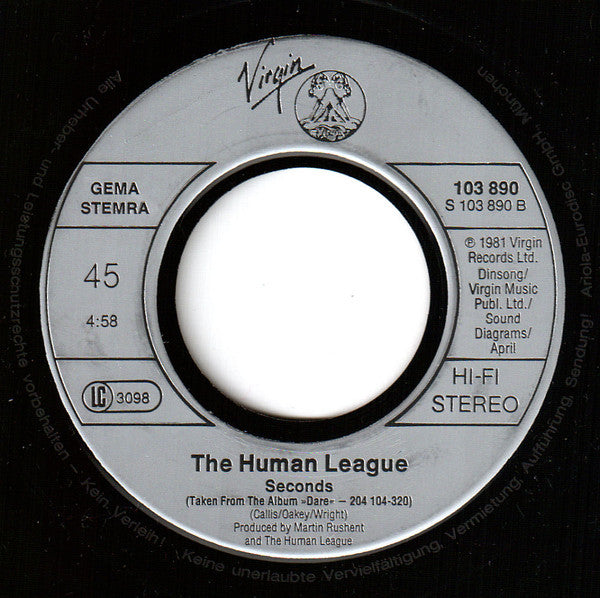 Virgin
GEMA
STEMRA
45
4:58
LC 3098
103 890
S 103 890 B
℗ 1981 Virgin
Records Ltd.
Dinsong/
Virgin Music
Publ. Ltd./
Sound
Diagrams/
April
HI-FI
STEREO
The Human League
Seconds
(Taken From The Album »Dare« – 204 104-320)
(Callis/Oakey/Wright)
Produced by Martin Rushent
and The Human League
Alle Urheber- und Leistungsschutzrechte vorbehalten – Kein Verleih! Keine unerlaubte Vervielfältigung, Vermietung, Aufführung, Sendung! Ariola-Eurodisc GmbH, München